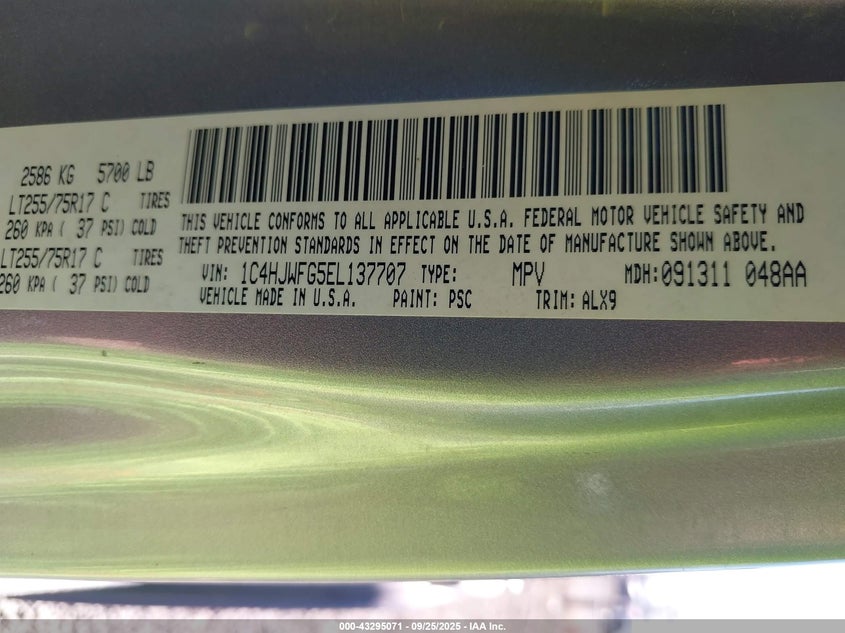 2586 KG 5700 LB
LT255/75R17 C TIRES
260 KPA ( 37 PSI) COLD
LT255/75R17 C TIRES
260 KPA ( 37 PSI) COLD
THIS VEHICLE CONFORMS TO ALL APPLICABLE U.S.A. FEDERAL MOTOR VEHICLE SAFETY AND
THEFT PREVENTION STANDARDS IN EFFECT ON THE DATE OF MANUFACTURE SHOWN ABOVE.
VIN: 1C4HJWFG5EL137707 TYPE: MPV MDH:091311 048AA
VEHICLE MADE IN U.S.A. PAINT: PSC TRIM: ALX9
000-43295071 - 09/25/2025 - IAA Inc.